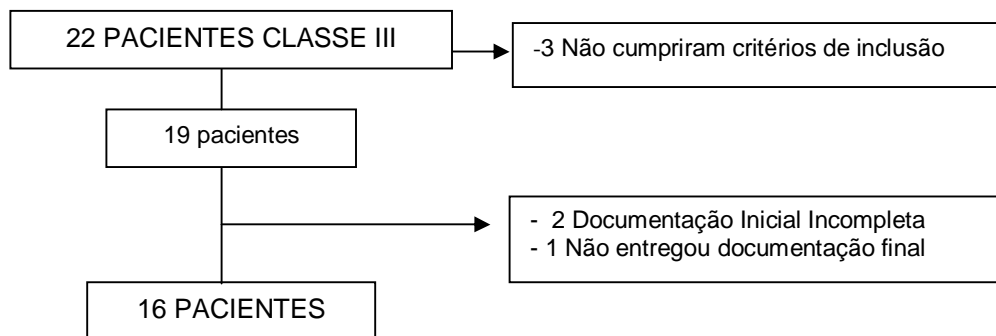 22 PACIENTES CLASSE III
-3 Não cumpriram critérios de inclusão
19 pacientes
- 2 Documentação Inicial Incompleta
- 1 Não entregou documentação final
16 PACIENTES